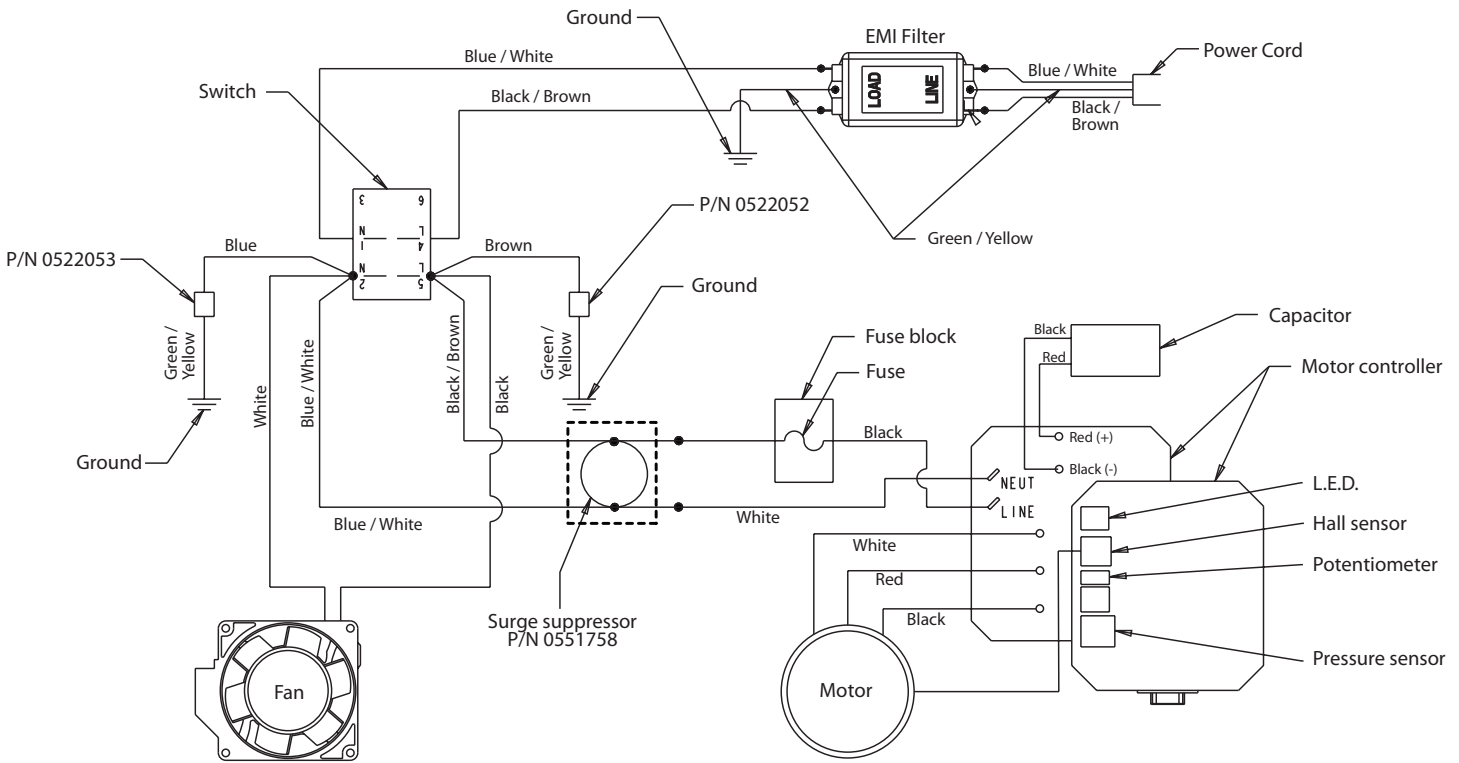 Ground
EMI Filter
Blue / White
Blue / White
Power Cord
Switch
Black / Brown
LOAD
LINE
Black /
Brown
3
6
N
L
1
4
N
L
2
5
P/N 0522052
Green / Yellow
Blue
Brown
P/N 0522053
Ground
Green /
Yellow
Green /
Yellow
Fuse block
Fuse
Black
Red
Capacitor
Motor controller
White
Blue / White
Black / Brown
Black
Black
Red (+)
Black (-)
Ground
NEUT
LINE
L.E.D.
Hall sensor
Potentiometer
Pressure sensor
Blue / White
White
White
Red
Black
Surge suppressor
P/N 0551758
Fan
Motor